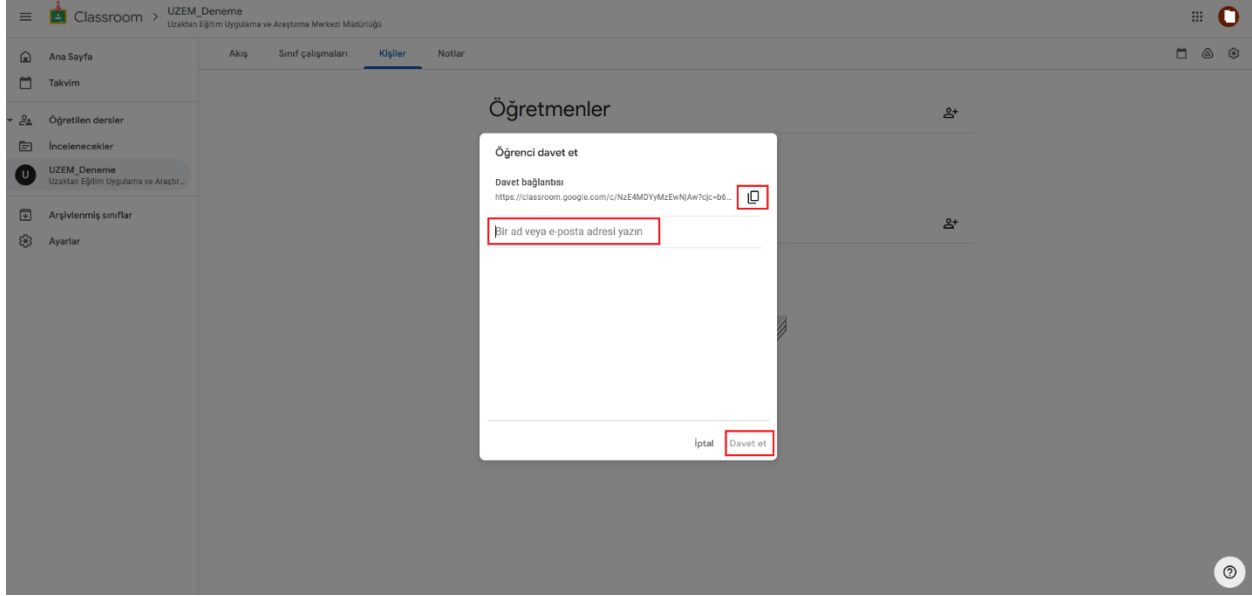 Classroom > UZEM_Deneme
Uzaktan Eğitim Uygulama ve Araştırma Merkezi Müdürlüğü
Ana Sayfa
Takvim
Öğretilen dersler
İncelenecekler
U
UZEM_Deneme
Uzaktan Eğitim Uygulama ve Araştır...
Arşivlenmiş sınıflar
Ayarlar
Akış Sınıf çalışmaları Kişiler Notlar
Öğretmenler
Öğrenci davet et
Davet bağlantısı
https://classroom.google.com/c/NzE4MDYyMzEwNjAw?cjc=b6...
Bir ad veya e-posta adresi yazın
İptal Davet et